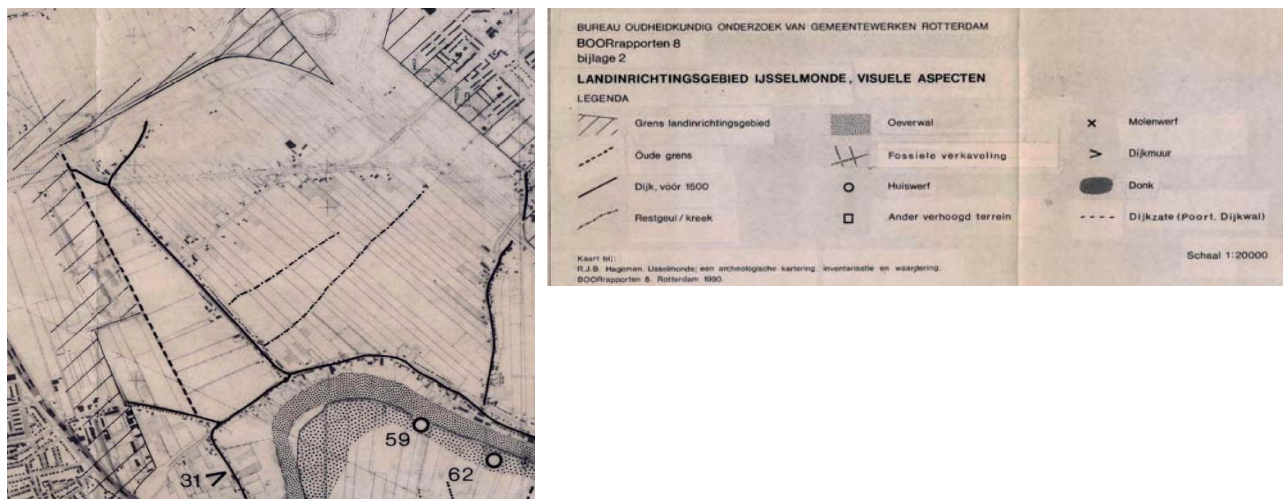 59
62
31
BUREAU OUDHEIDKUNDIG ONDERZOEK VAN GEMEENTEWERKEN ROTTERDAM
BOORrapporten 8
bijlage 2
LANDINRICHTINGSGEBIED IJSSELMONDE, VISUELE ASPECTEN
LEGENDA
Grens landinrichtingsgebied
Oude grens
Dijk, vóór 1500
Restgeul / kreek
Oeverwal
Fossiele verkaveling
Huiswerf
Ander verhoogd terrein
Molenwerf
Dijkmuur
Donk
Dijkzate (Poort, Dijkwal)
Kaart bij:
R.J.B. Hagemen. IJsselmonde; een archeologische kartering, inventarisatie en waardering.
BOORrapporten 8. Rotterdam 1990.
Schaal 1:20000